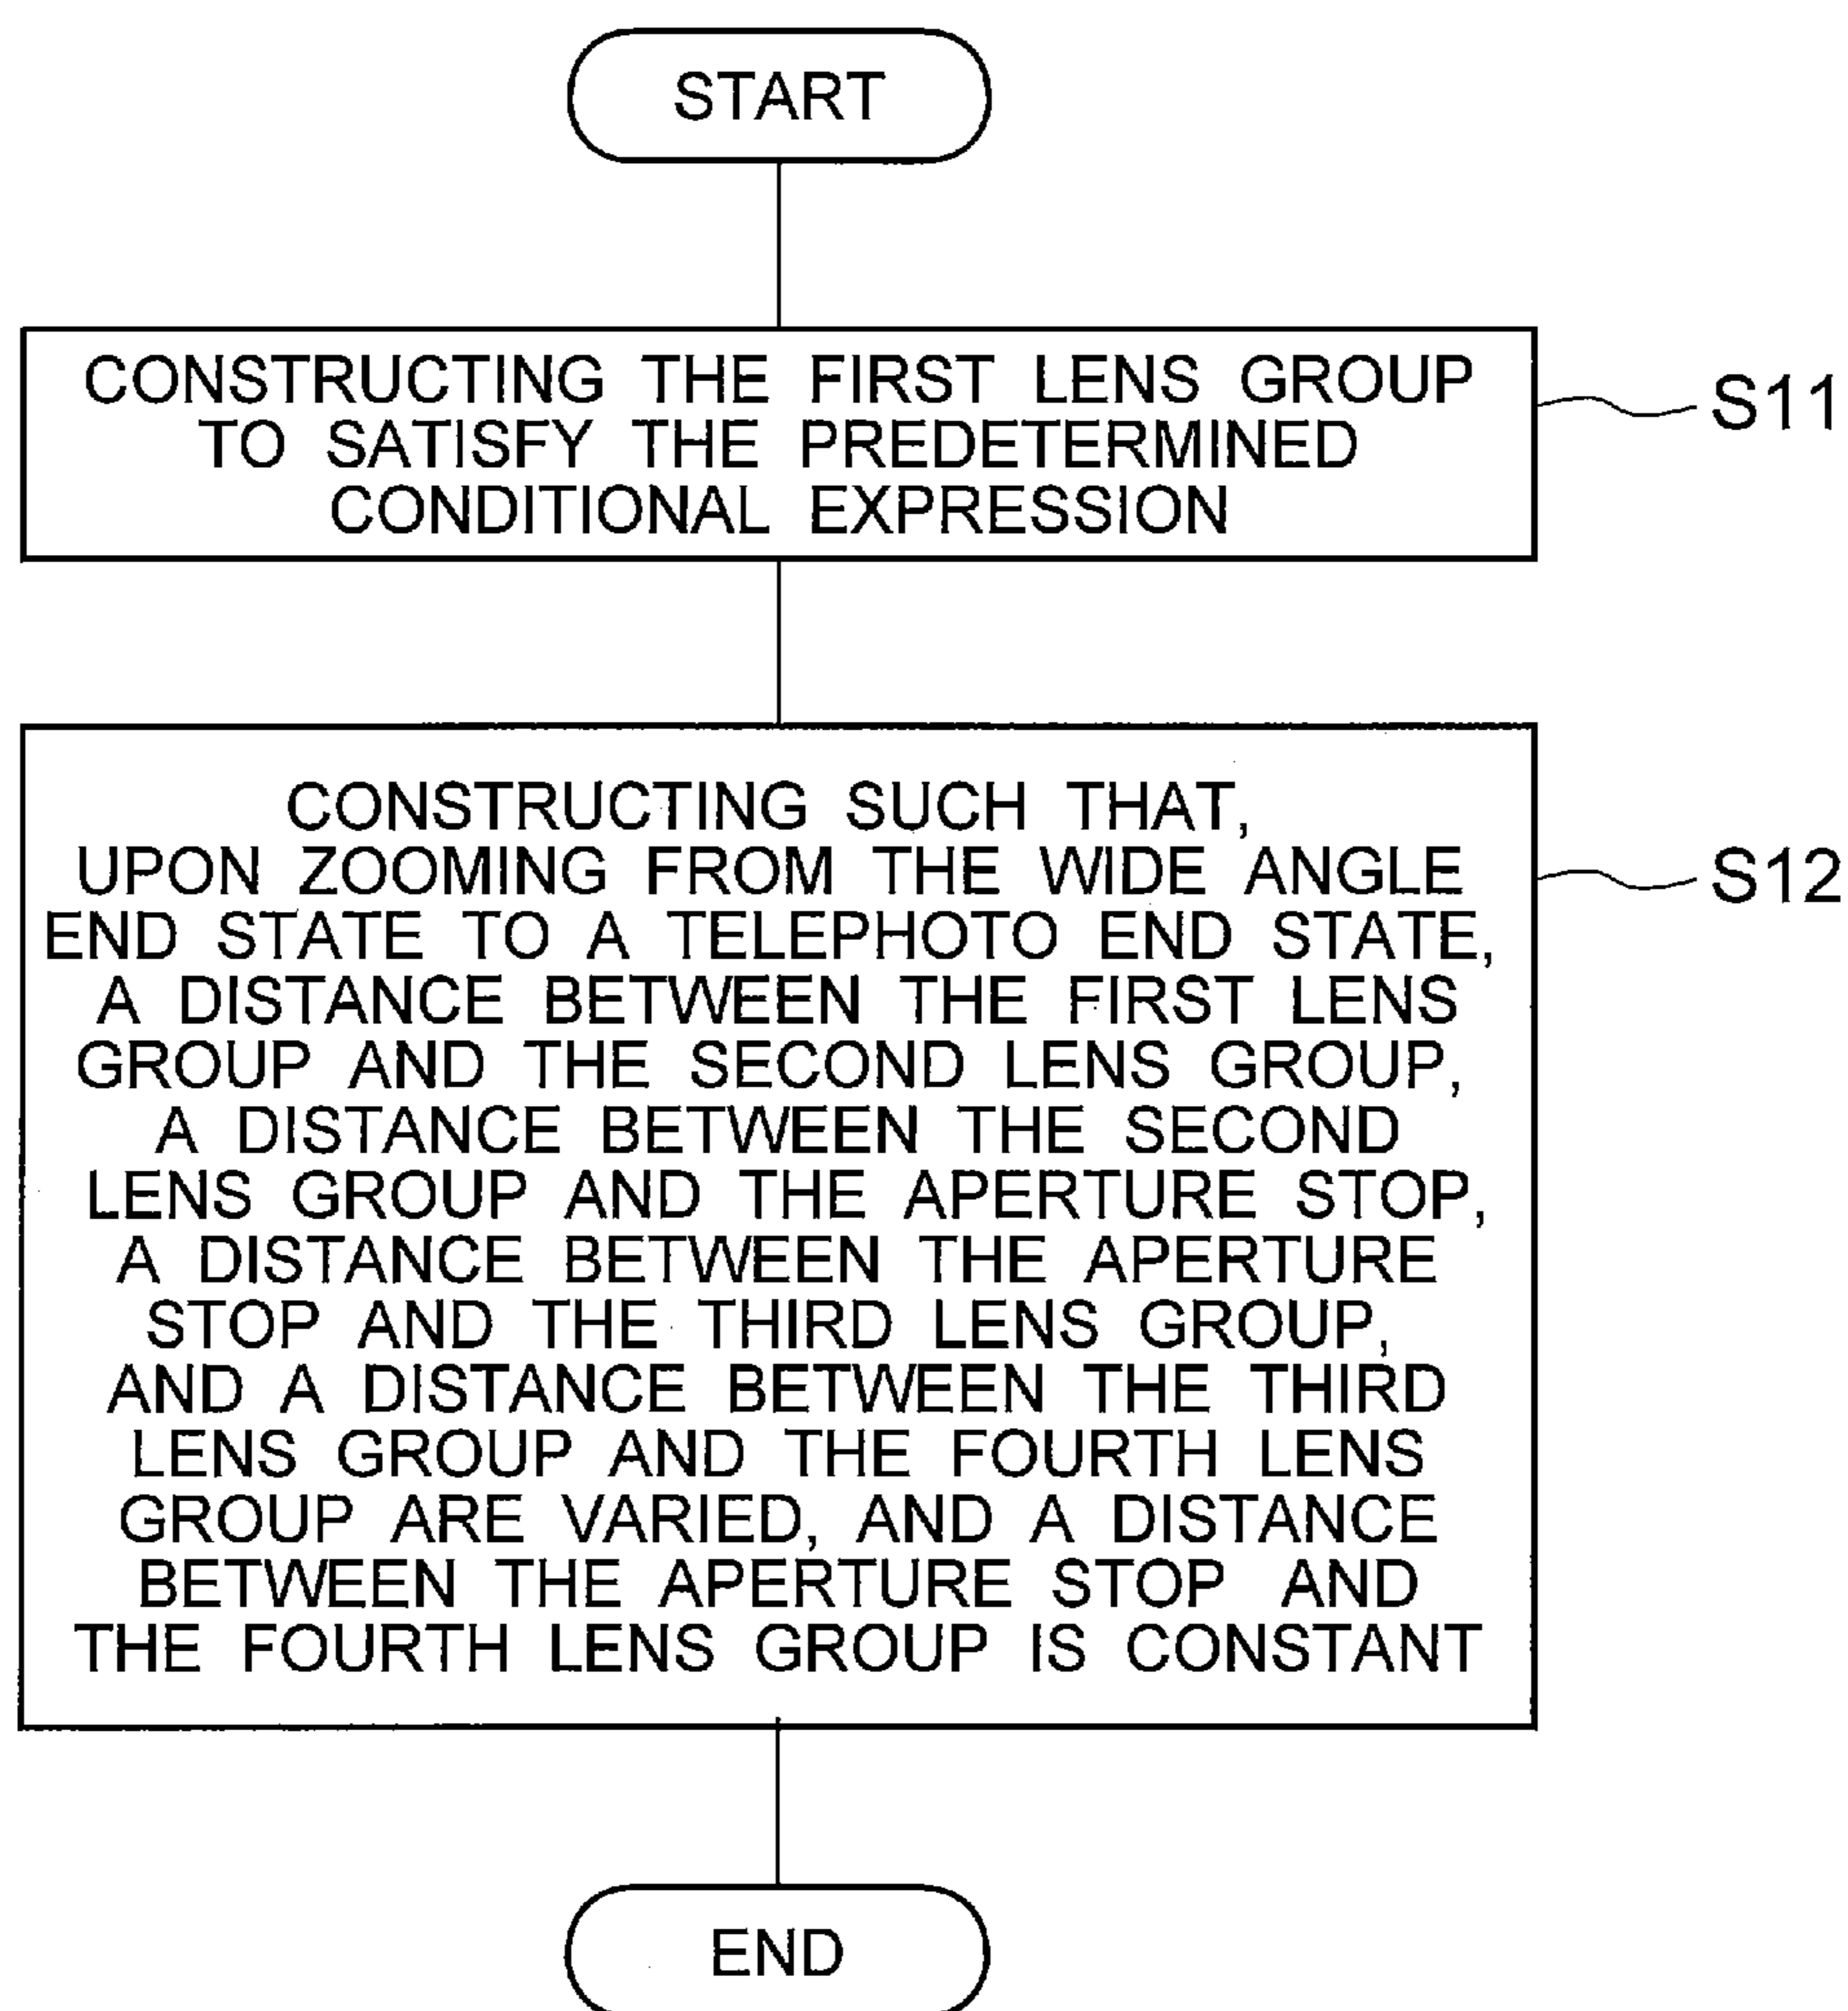 START
CONSTRUCTING THE FIRST LENS GROUP
TO SATISFY THE PREDETERMINED
CONDITIONAL EXPRESSION
S11
CONSTRUCTING SUCH THAT,
UPON ZOOMING FROM THE WIDE ANGLE
END STATE TO A TELEPHOTO END STATE,
A DISTANCE BETWEEN THE FIRST LENS
GROUP AND THE SECOND LENS GROUP,
A DISTANCE BETWEEN THE SECOND
LENS GROUP AND THE APERTURE STOP,
A DISTANCE BETWEEN THE APERTURE
STOP AND THE THIRD LENS GROUP,
AND A DISTANCE BETWEEN THE THIRD
LENS GROUP AND THE FOURTH LENS
GROUP ARE VARIED, AND A DISTANCE
BETWEEN THE APERTURE STOP AND
THE FOURTH LENS GROUP IS CONSTANT
S12
END